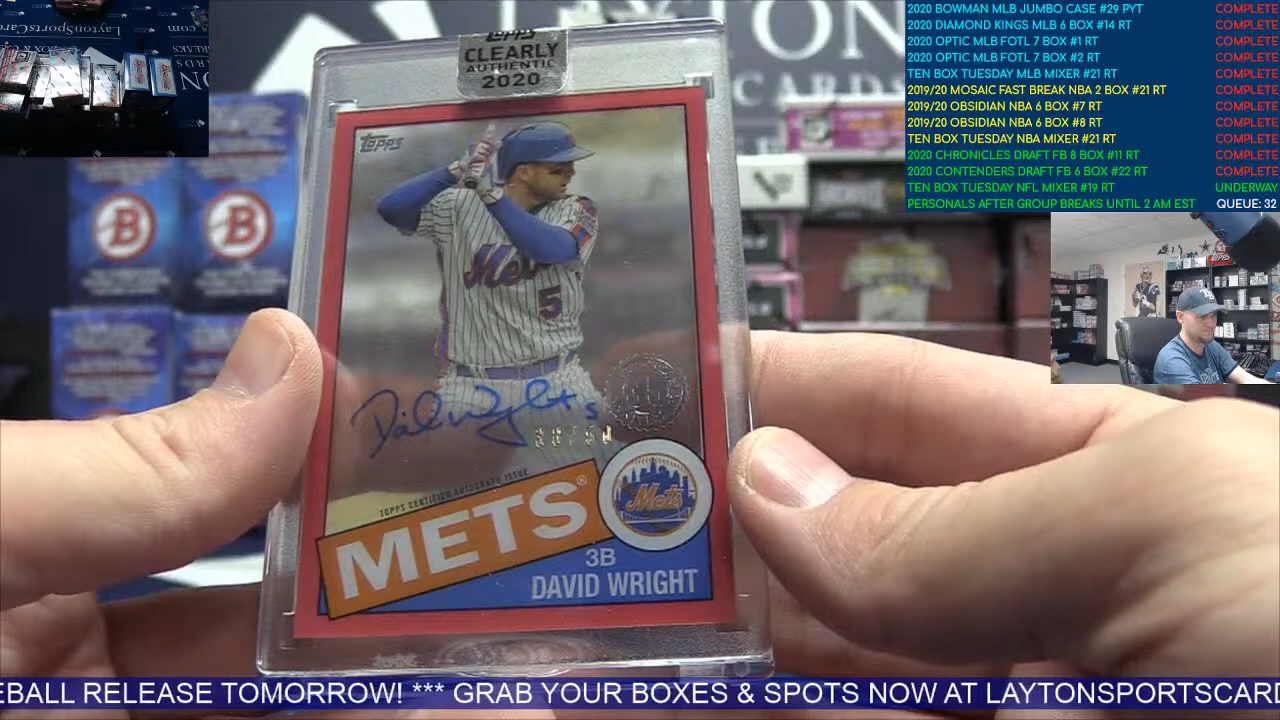 TOPPS
CLEARLY
AUTHENTIC
2020
TOPPS
Mets
5
David Wright 5
TOPPS CERTIFIED AUTOGRAPH ISSUE
METS®
Mets
3B
DAVID WRIGHT
B
B
2020 BOWMAN MLB JUMBO CASE #29 PYT COMPLETE
2020 DIAMOND KINGS MLB 6 BOX #14 RT COMPLETE
2020 OPTIC MLB FOTL 7 BOX #1 RT COMPLETE
2020 OPTIC MLB FOTL 7 BOX #2 RT COMPLETE
TEN BOX TUESDAY MLB MIXER #21 RT COMPLETE
2019/20 MOSAIC FAST BREAK NBA 2 BOX #21 RT COMPLETE
2019/20 OBSIDIAN NBA 6 BOX #7 RT COMPLETE
2019/20 OBSIDIAN NBA 6 BOX #8 RT COMPLETE
TEN BOX TUESDAY NBA MIXER #21 RT COMPLETE
2020 CHRONICLES DRAFT FB 8 BOX #11 RT COMPLETE
2020 CONTENDERS DRAFT FB 6 BOX #22 RT COMPLETE
TEN BOX TUESDAY NFL MIXER #19 RT UNDERWAY
PERSONALS AFTER GROUP BREAKS UNTIL 2 AM EST QUEUE: 32
EBALL RELEASE TOMORROW! *** GRAB YOUR BOXES & SPOTS NOW AT LAYTONSPORTSCARD